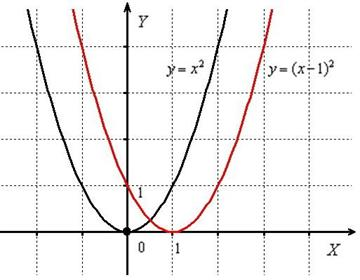 Y
y = x²
y = (x−1)²
1
0
1
X